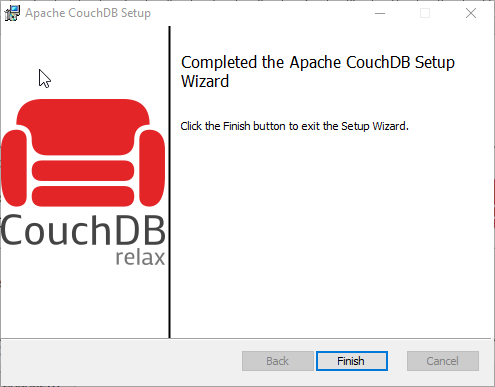 Apache CouchDB Setup
Completed the Apache CouchDB Setup
Wizard
Click the Finish button to exit the Setup Wizard.
CouchDB
relax
Back
Finish
Cancel